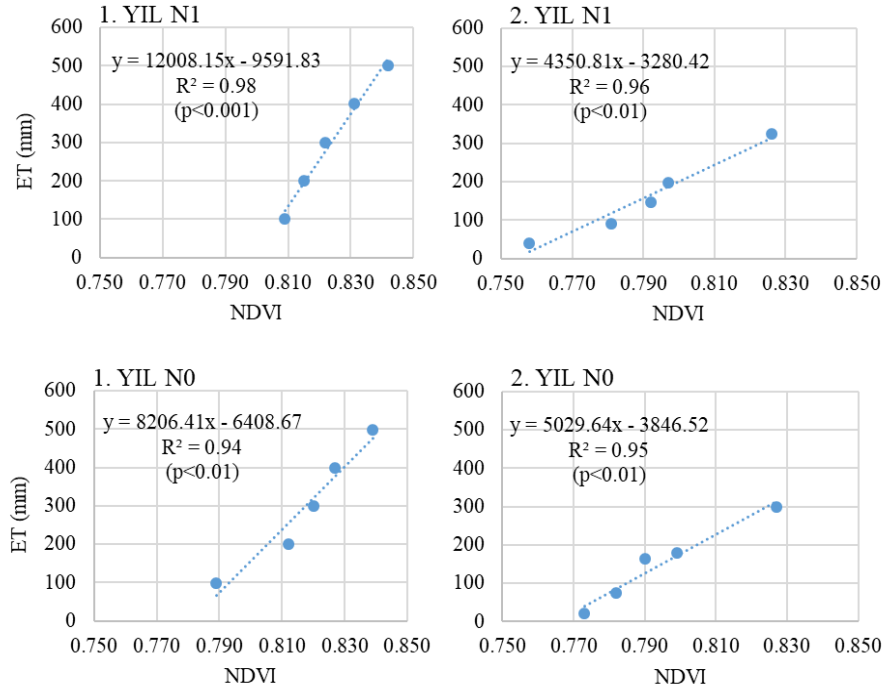 1. YIL N1
y = 12008.15x - 9591.83
R² = 0.98
(p<0.001)
600
500
400
300
200
100
0
ET (mm)
0.750 0.770 0.790 0.810 0.830 0.850
NDVI
2. YIL N1
y = 4350.81x - 3280.42
R² = 0.96
(p<0.01)
600
500
400
300
200
100
0
0.750 0.770 0.790 0.810 0.830 0.850
NDVI
1. YIL N0
y = 8206.41x - 6408.67
R² = 0.94
(p<0.01)
600
500
400
300
200
100
0
ET (mm)
0.750 0.770 0.790 0.810 0.830 0.850
NDVI
2. YIL N0
y = 5029.64x - 3846.52
R² = 0.95
(p<0.01)
600
500
400
300
200
100
0
0.750 0.770 0.790 0.810 0.830 0.850
NDVI